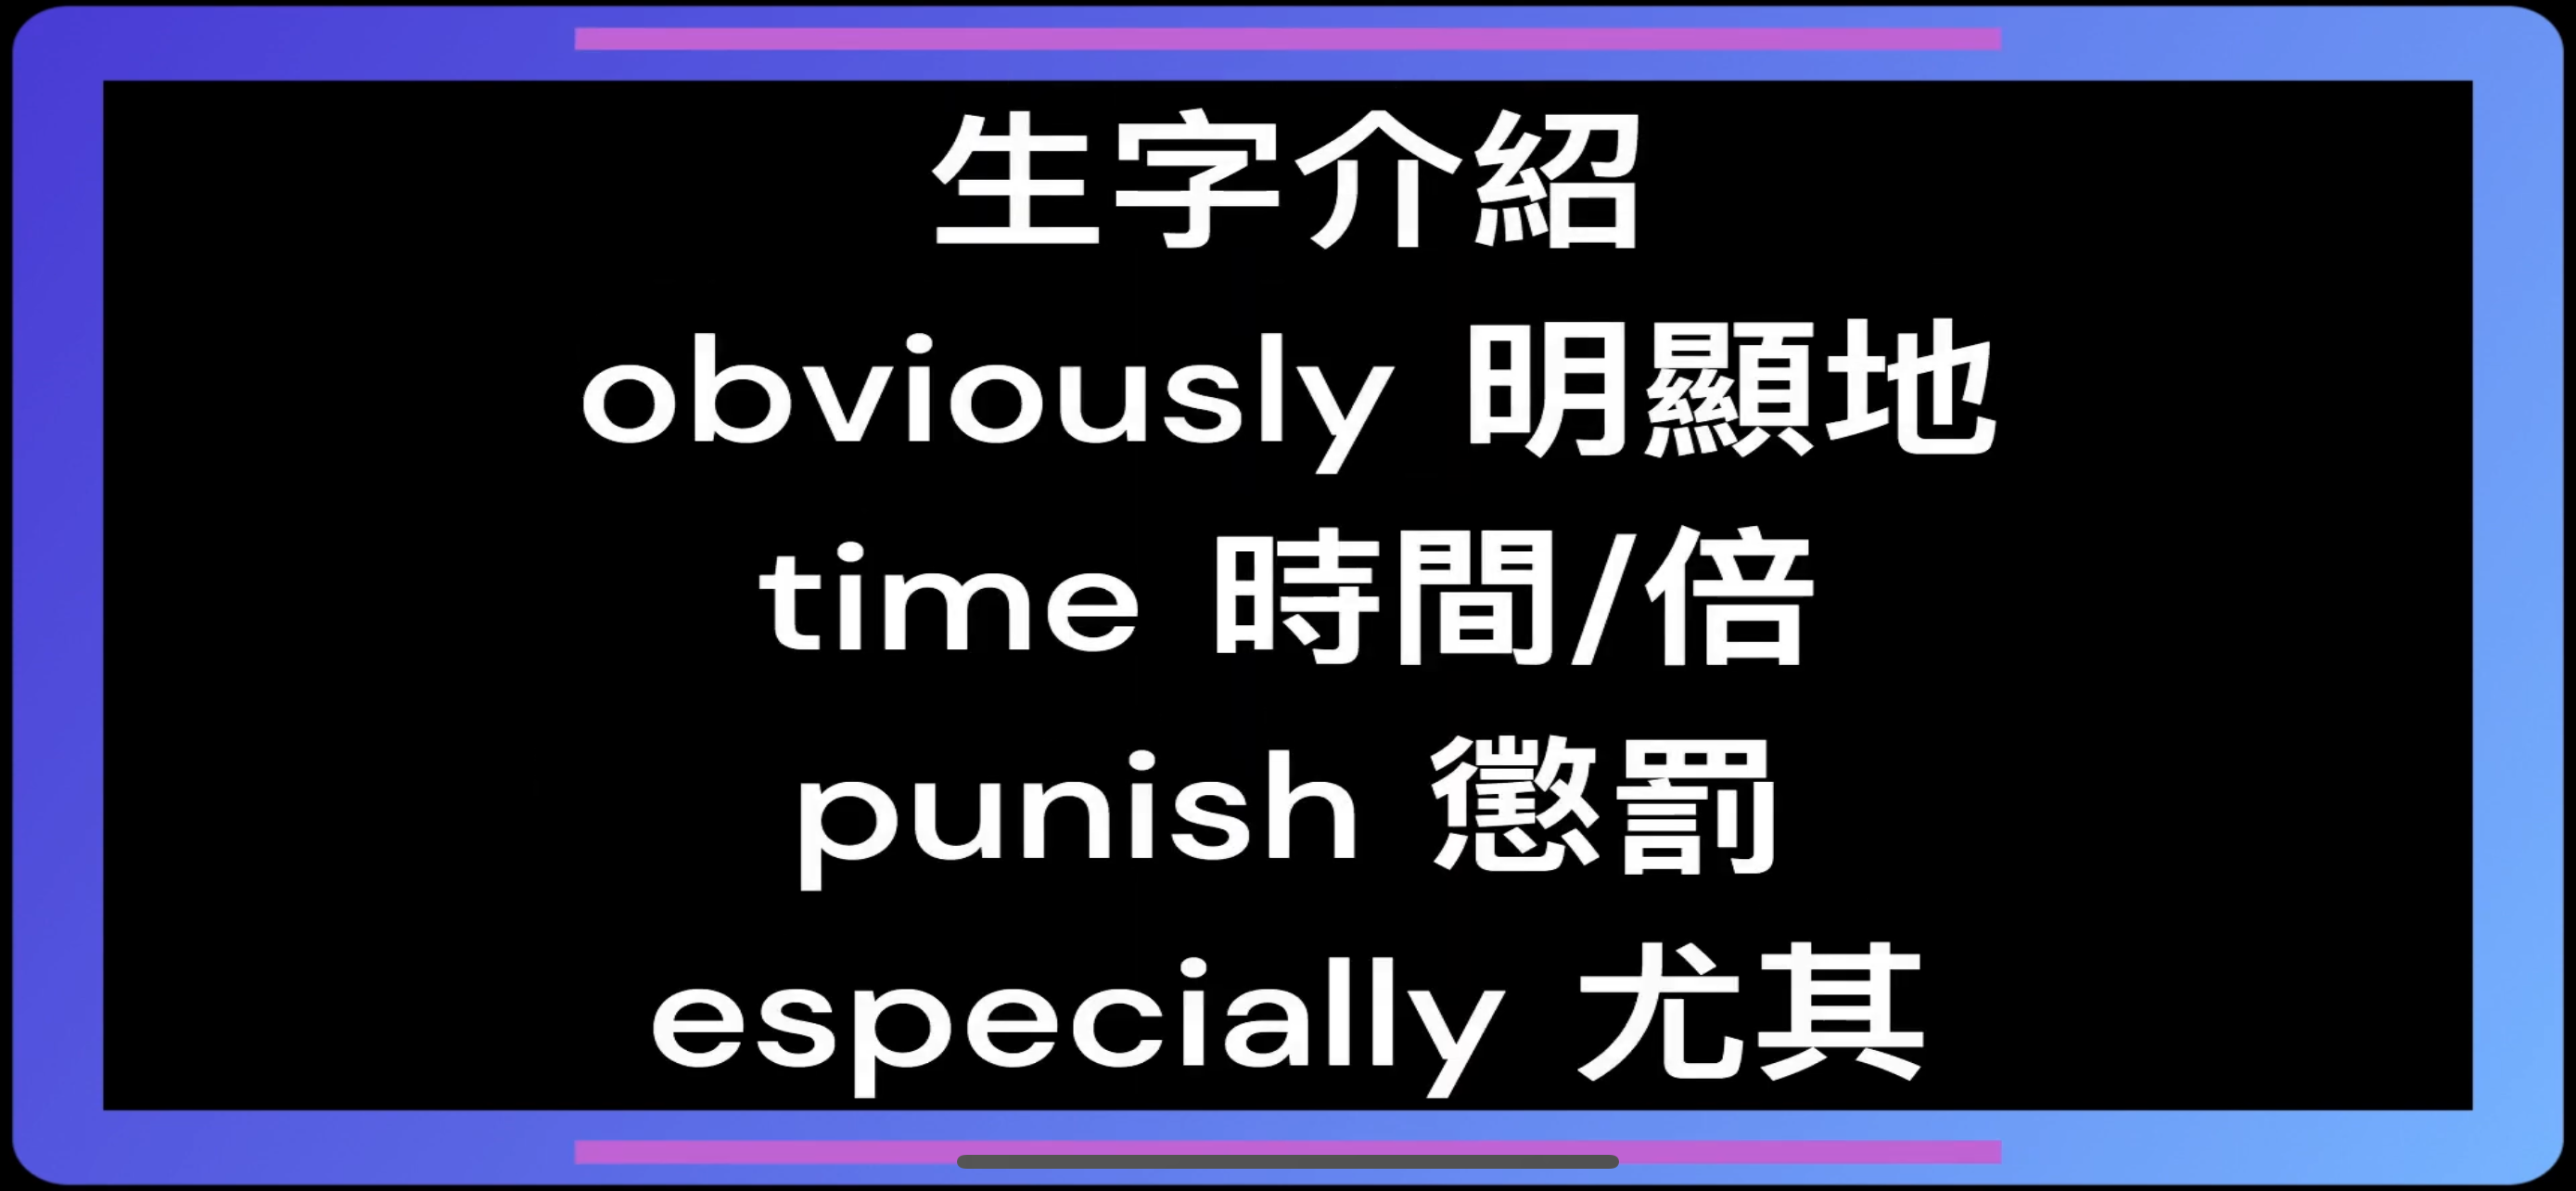 生字介紹
obviously 明顯地
time 時間/倍
punish 懲罰
especially 尤其